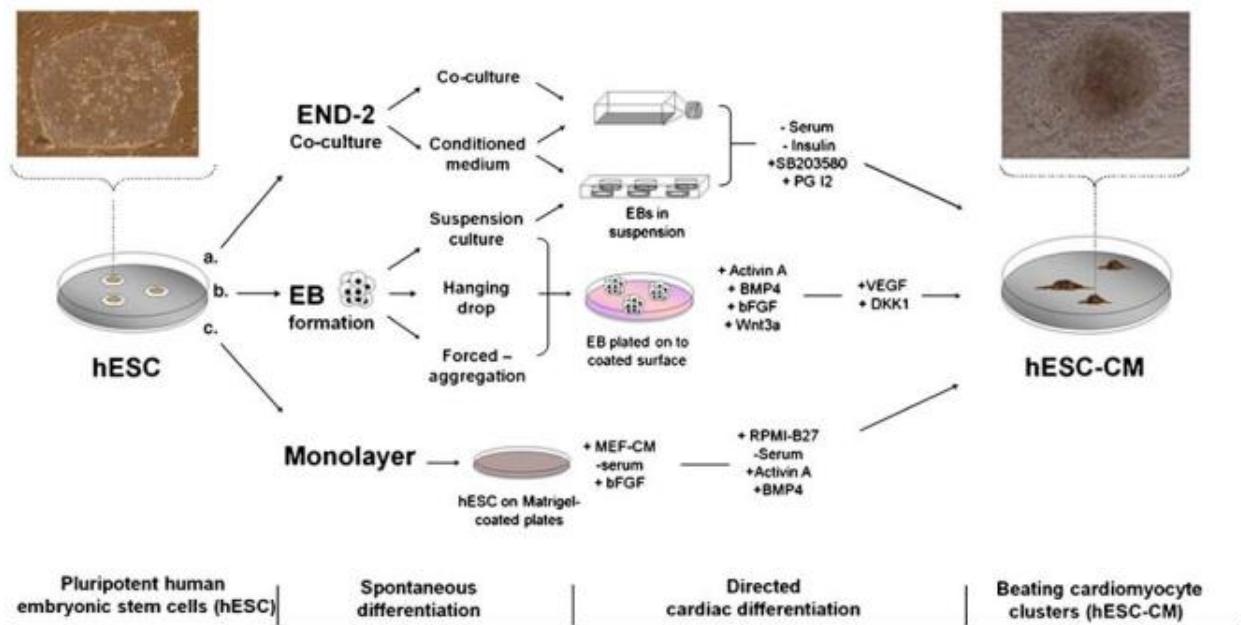 END-2
Co-culture
Co-culture
Conditioned
medium
- Serum
- Insulin
+SB203580
+ PG I2
EBs in
suspension
a.
b.
c.
hESC
EB
formation
Suspension
culture
Hanging
drop
Forced –
aggregation
EB plated on to
coated surface
+ Activin A
+ BMP4
+ bFGF
+ Wnt3a
+VEGF
+ DKK1
hESC-CM
Monolayer
hESC on Matrigel-
coated plates
+ MEF-CM
-serum
+ bFGF
+ RPMI-B27
-Serum
+Activin A
+BMP4
Pluripotent human
embryonic stem cells (hESC)
Spontaneous
differentiation
Directed
cardiac differentiation
Beating cardiomyocyte
clusters (hESC-CM)